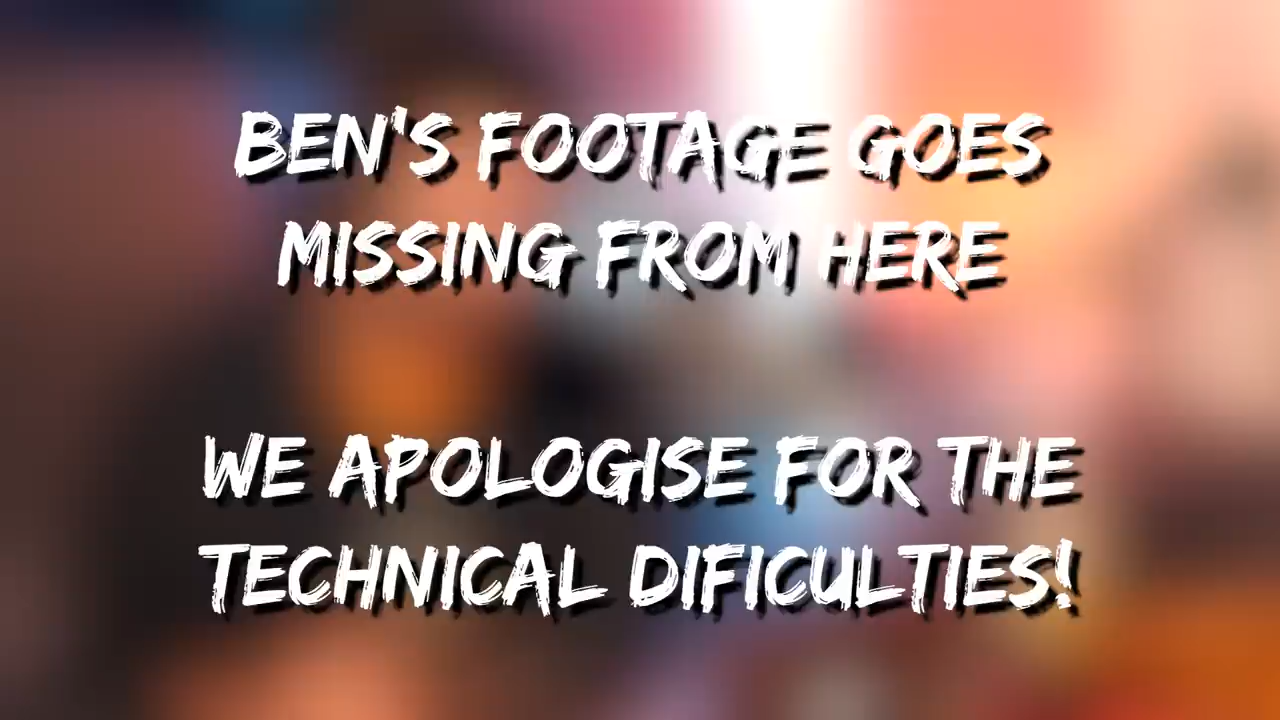 BEN'S FOOTAGE GOES
MISSING FROM HERE
WE APOLOGISE FOR THE
TECHNICAL DIFICULTIES!